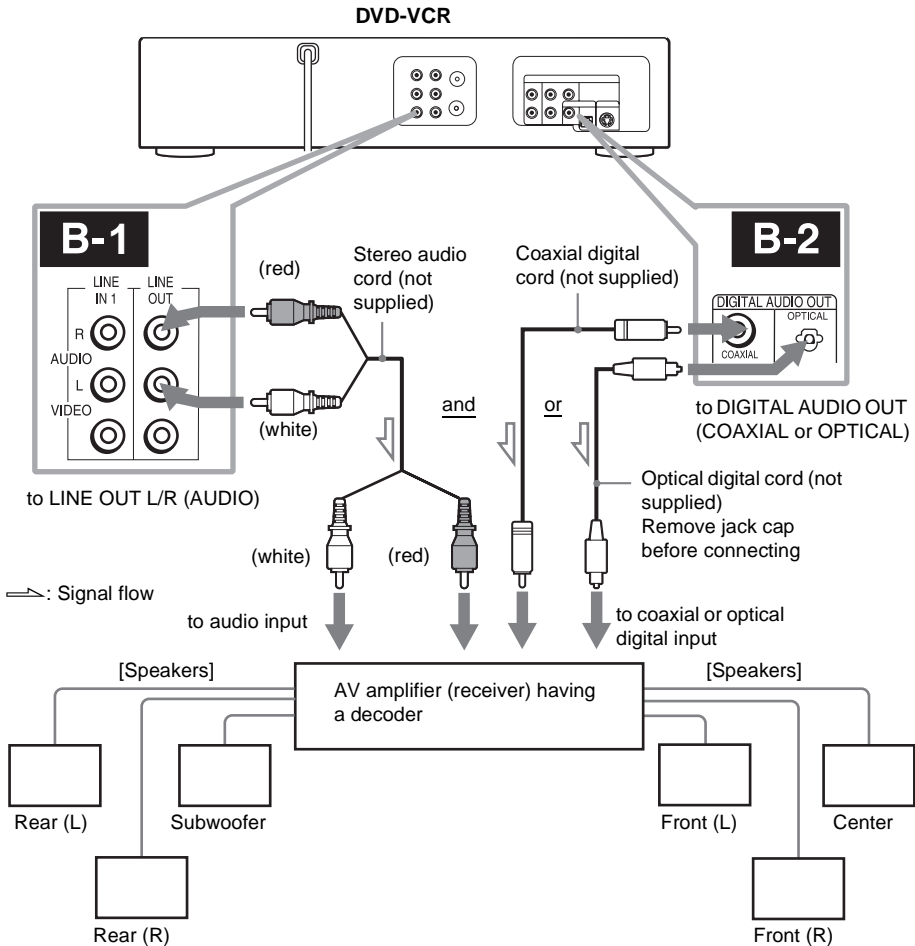 DVD-VCR
B-1
LINE
IN 1
LINE
OUT
R
AUDIO
L
VIDEO
to LINE OUT L/R (AUDIO)
(red)
(white)
Stereo audio
cord (not
supplied)
and
or
Coaxial digital
cord (not supplied)
B-2
DIGITAL AUDIO OUT
OPTICAL
COAXIAL
to DIGITAL AUDIO OUT
(COAXIAL or OPTICAL)
Optical digital cord (not
supplied)
Remove jack cap
before connecting
(white)
(red)
: Signal flow
to audio input
to coaxial or optical
digital input
[Speakers]
[Speakers]
AV amplifier (receiver) having
a decoder
Rear (L)
Subwoofer
Front (L)
Center
Rear (R)
Front (R)